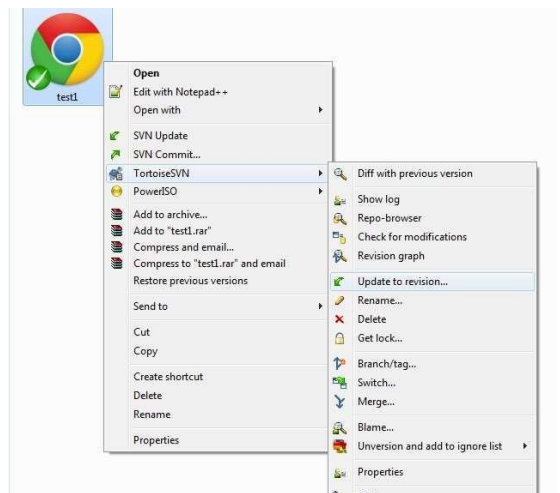 test1
Open
Edit with Notepad++
Open with
SVN Update
SVN Commit...
TortoiseSVN
PowerISO
Add to archive...
Add to "test1.rar"
Compress and email...
Compress to "test1.rar" and email
Restore previous versions
Send to
Cut
Copy
Create shortcut
Delete
Rename
Properties
Diff with previous version
Show log
Repo-browser
Check for modifications
Revision graph
Update to revision...
Rename...
Delete
Get lock...
Branch/tag...
Switch...
Merge...
Blame...
Unversion and add to ignore list
Properties